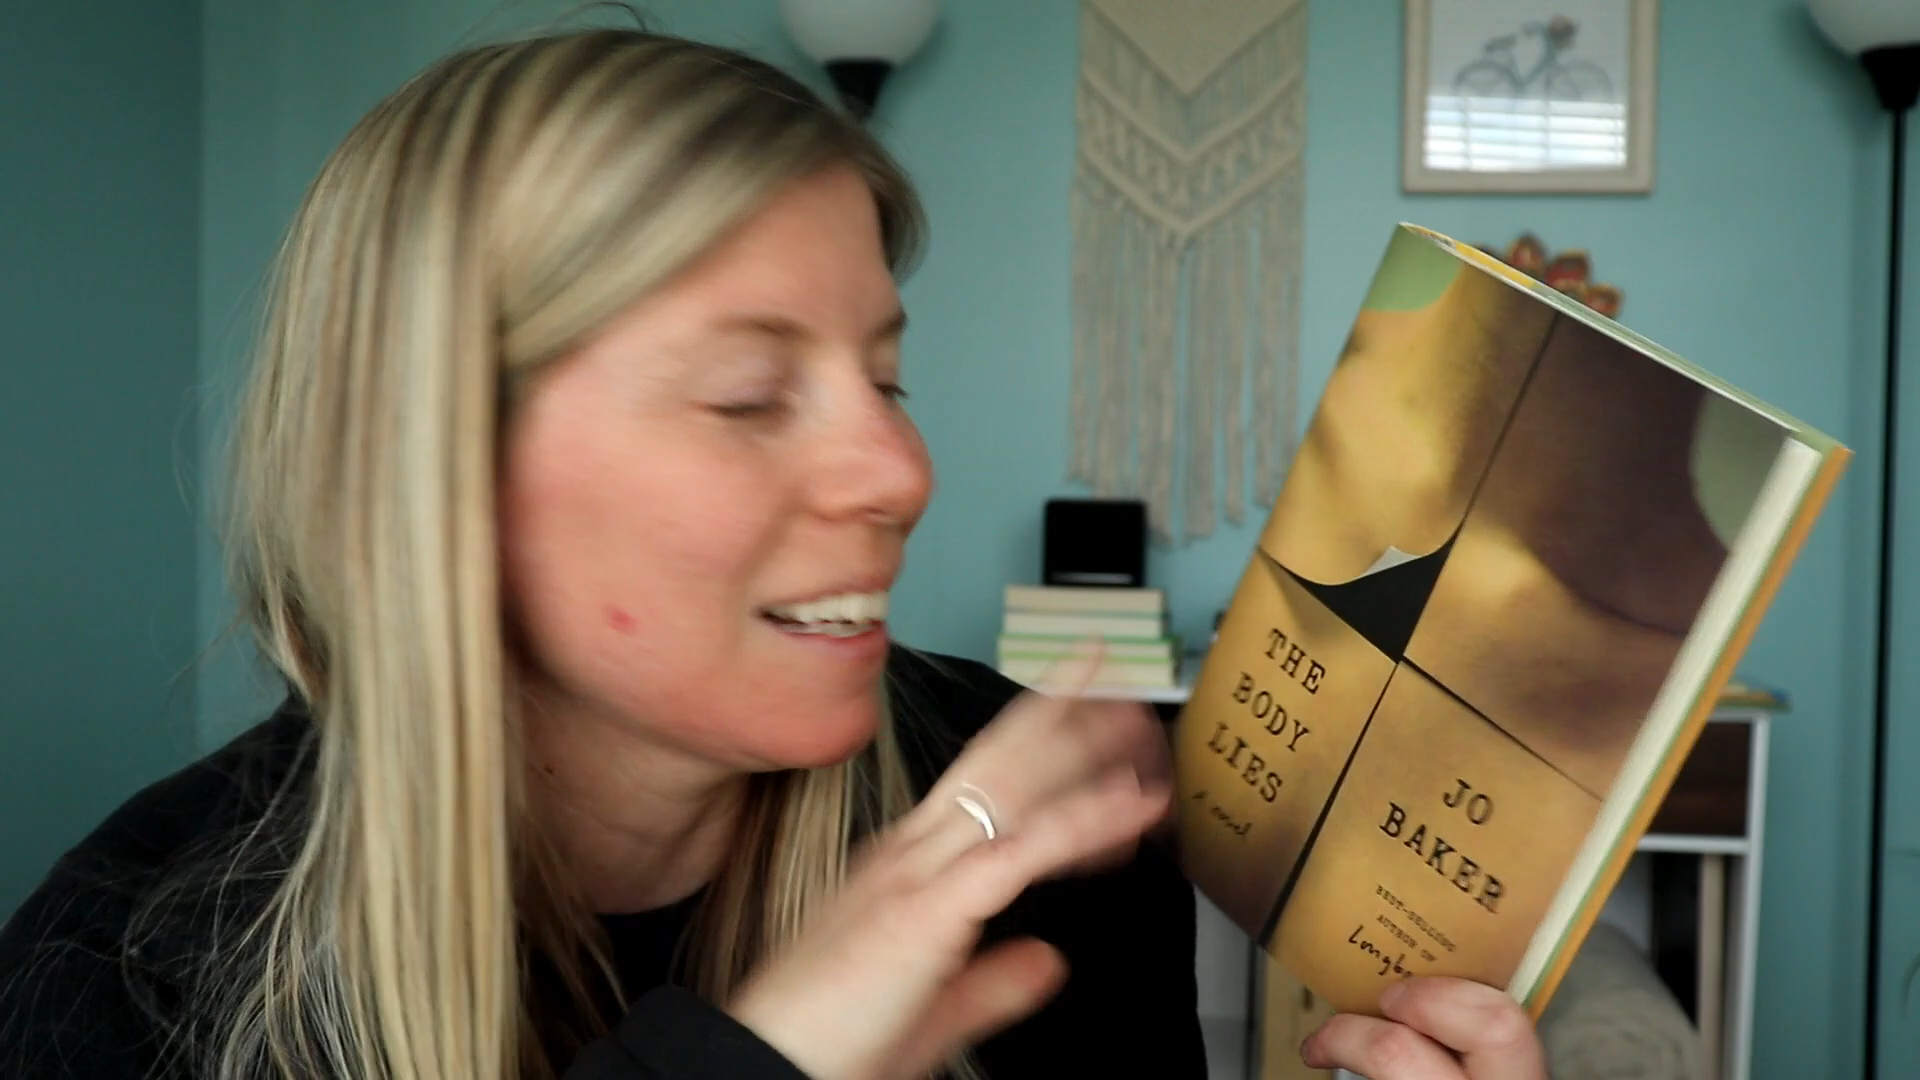 THE
BODY
LIES
A novel
JO
BAKER
BEST-SELLING
AUTHOR OF